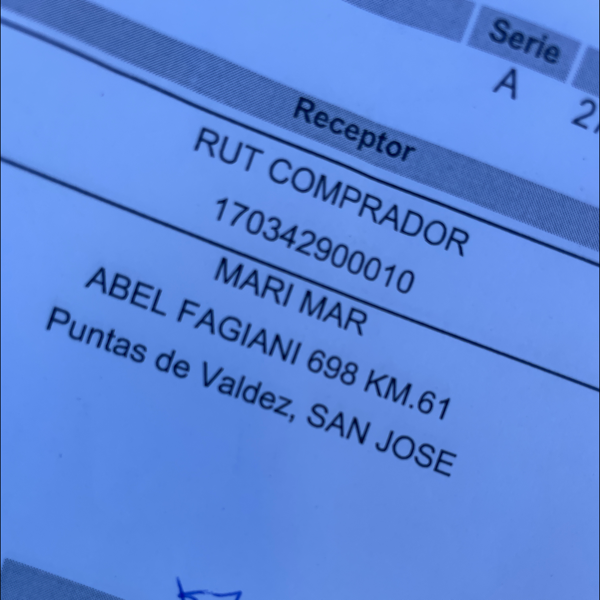 Serie
A
Receptor
RUT COMPRADOR
170342900010
MARI MAR
ABEL FAGIANI 698 KM.61
Puntas de Valdez, SAN JOSE